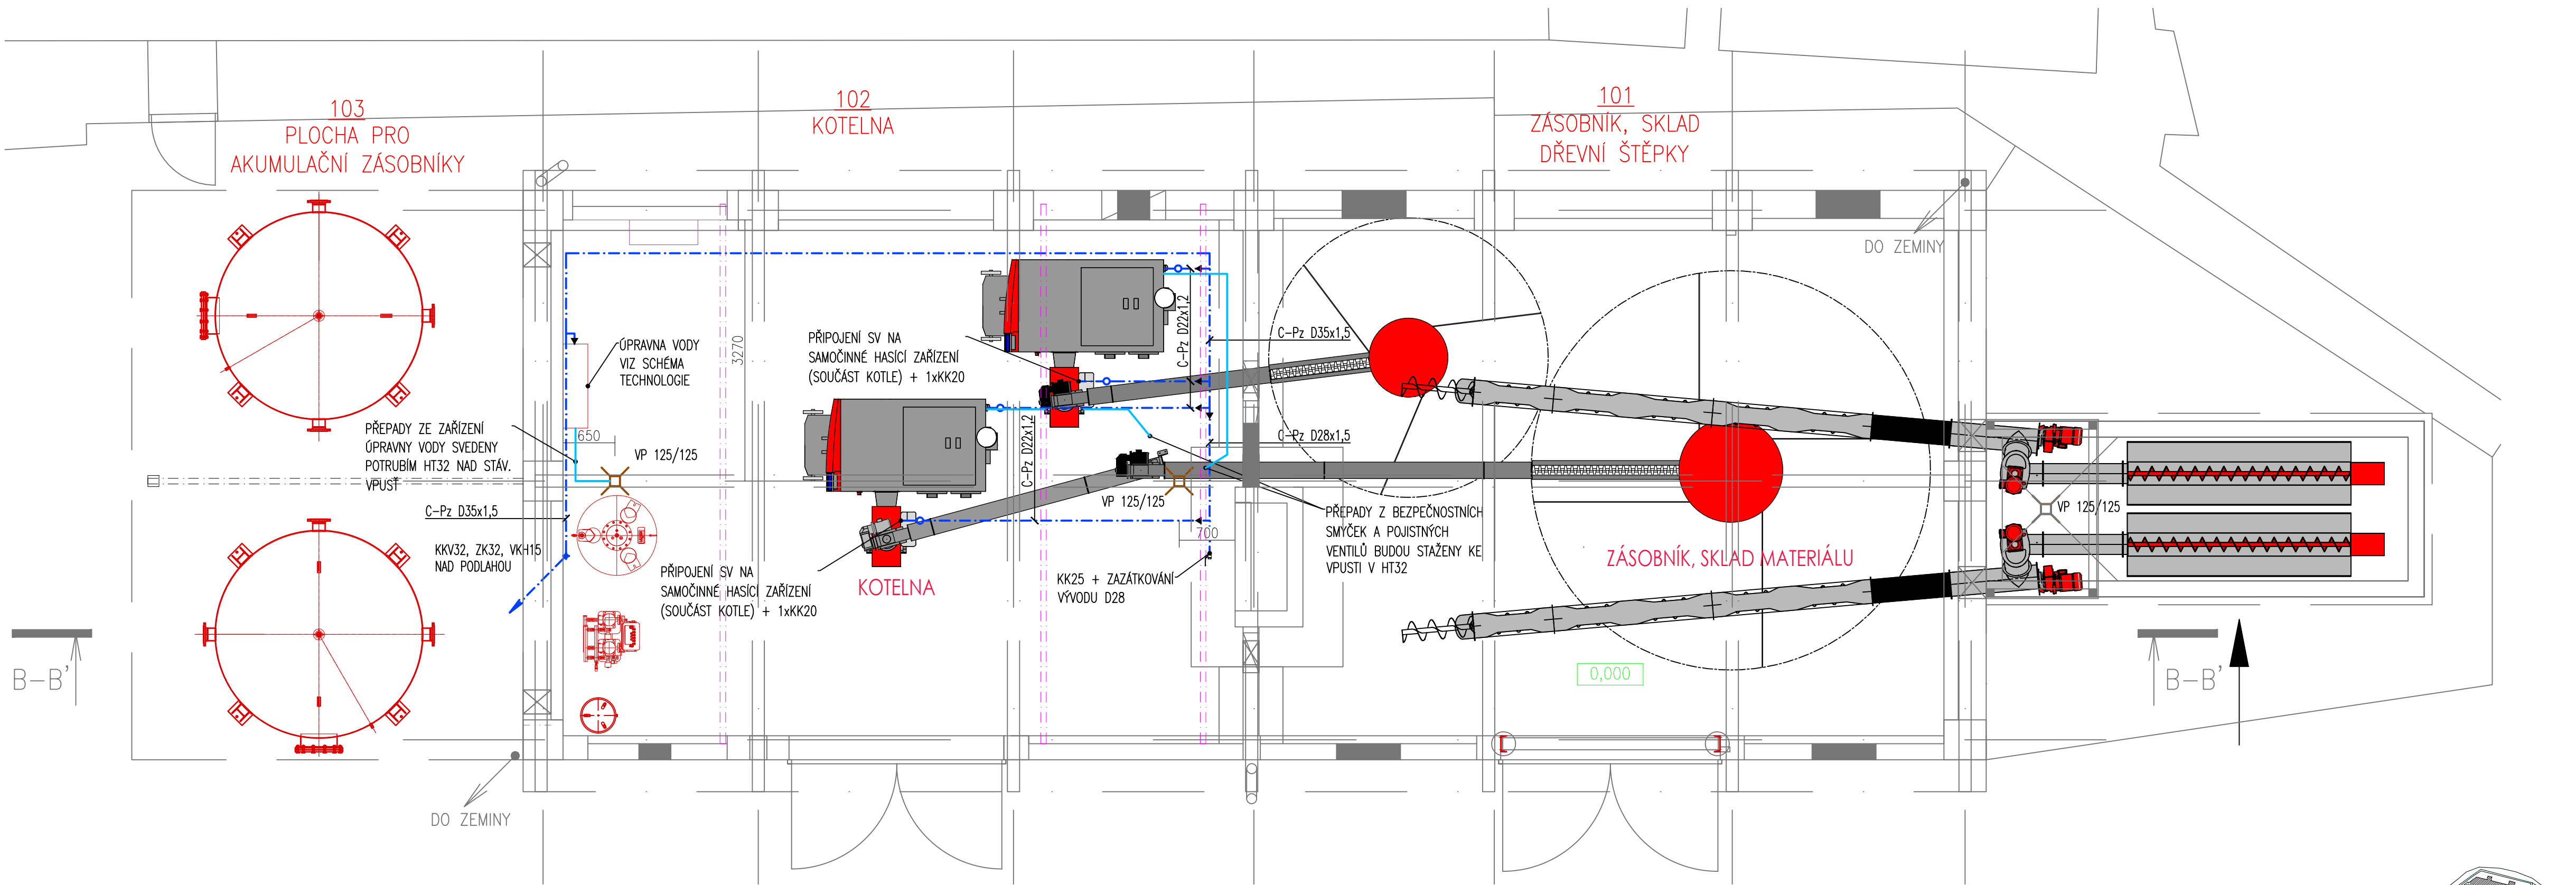 103
PLOCHA PRO
AKUMULAČNÍ ZÁSOBNÍKY
102
KOTELNA
101
ZÁSOBNÍK, SKLAD
DŘEVNÍ ŠTĚPKY
DO ZEMINY
ÚPRAVNA VODY
VIZ SCHÉMA
TECHNOLOGIE
3270
PŘIPOJENÍ SV NA
SAMOČINNÉ HASÍCÍ ZAŘÍZENÍ
(SOUČÁST KOTLE) + 1xKK20
C-Pz D22x1,2
C-Pz D35x1,5
PŘEPADY ZE ZAŘÍZENÍ
ÚPRAVNY VODY SVEDENY
POTRUBÍM HT32 NAD STÁV.
VPUSŤ
650
VP 125/125
C-Pz D22x1,2
C-Pz D28x1,5
VP 125/125
C-Pz D35x1,5
KKV32, ZK32, VKH15
NAD PODLAHOU
PŘIPOJENÍ SV NA
SAMOČINNÉ HASÍCÍ ZAŘÍZENÍ
(SOUČÁST KOTLE) + 1xKK20
KOTELNA
700
KK25 + ZAZÁTKOVÁNÍ
VÝVODU D28
PŘEPADY Z BEZPEČNOSTNÍCH
SMYČEK A POJISTNÝCH
VENTILŮ BUDOU STAŽENY KE
VPUSTI V HT32
ZÁSOBNÍK, SKLAD MATERIÁLU
VP 125/125
0,000
B-B'
B-B'
DO ZEMINY